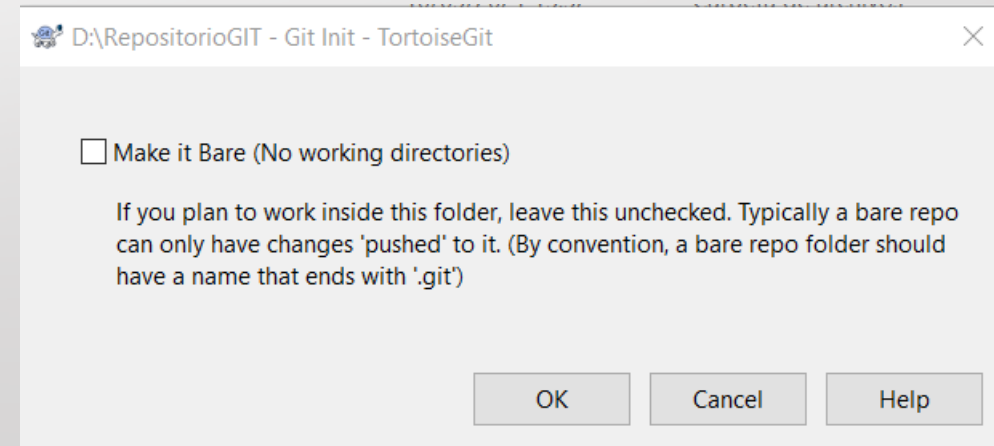 D:\RepositorioGIT - Git Init - TortoiseGit
Make it Bare (No working directories)
If you plan to work inside this folder, leave this unchecked. Typically a bare repo
can only have changes 'pushed' to it. (By convention, a bare repo folder should
have a name that ends with '.git')
OK Cancel Help